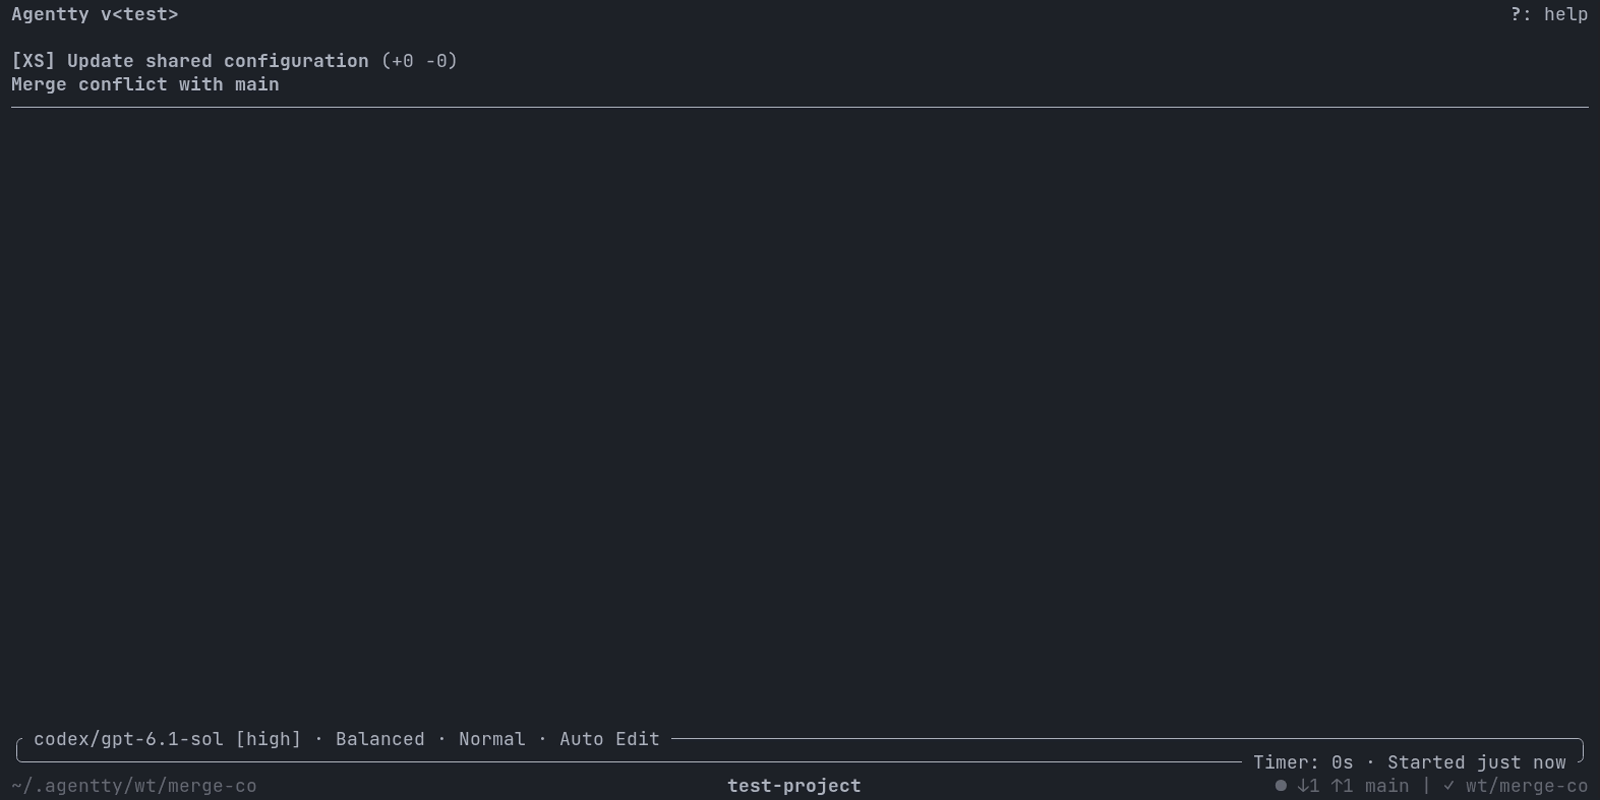 Agentty v<test> ?: help
[XS] Update shared configuration (+0 -0)
Merge conflict with main
codex/gpt-6.1-sol [high] · Balanced · Normal · Auto Edit
Timer: 0s · Started just now
~/.agentty/wt/merge-co test-project ● ↓1 ↑1 main | ✓ wt/merge-co